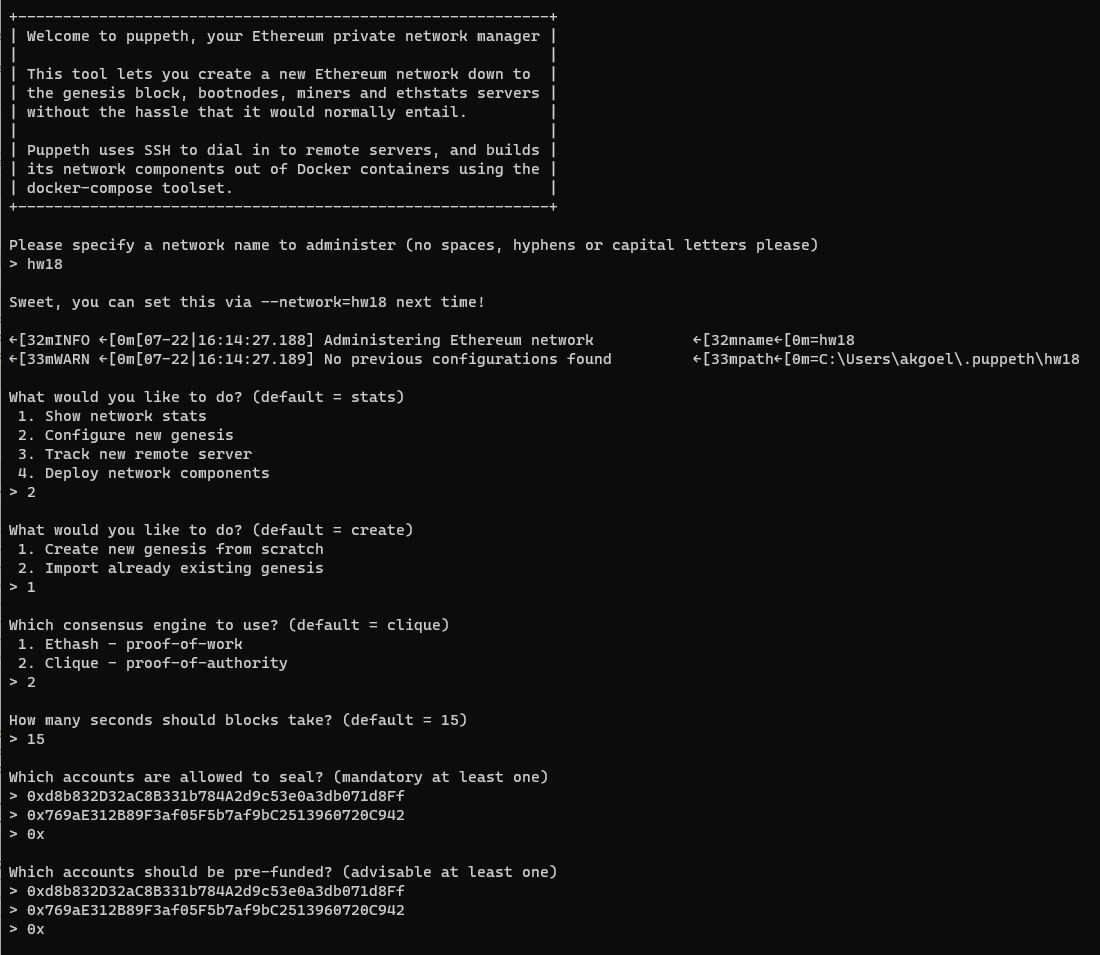 +-----------------------------------------------------------+
| Welcome to puppeth, your Ethereum private network manager |
|                                                           |
| This tool lets you create a new Ethereum network down to  |
| the genesis block, bootnodes, miners and ethstats servers |
| without the hassle that it would normally entail.         |
|                                                           |
| Puppeth uses SSH to dial in to remote servers, and builds |
| its network components out of Docker containers using the |
| docker-compose toolset.                                   |
+-----------------------------------------------------------+
Please specify a network name to administer (no spaces, hyphens or capital letters please)
> hw18
Sweet, you can set this via --network=hw18 next time!
←[32mINFO ←[0m[07-22|16:14:27.188] Administering Ethereum network           ←[32mname←[0m=hw18
←[33mWARN ←[0m[07-22|16:14:27.189] No previous configurations found         ←[33mpath←[0m=C:\Users\akgoel\.puppeth\hw18
What would you like to do? (default = stats)
 1. Show network stats
 2. Configure new genesis
 3. Track new remote server
 4. Deploy network components
> 2
What would you like to do? (default = create)
 1. Create new genesis from scratch
 2. Import already existing genesis
> 1
Which consensus engine to use? (default = clique)
 1. Ethash - proof-of-work
 2. Clique - proof-of-authority
> 2
How many seconds should blocks take? (default = 15)
> 15
Which accounts are allowed to seal? (mandatory at least one)
> 0xd8b832D32aC8B331b784A2d9c53e0a3db071d8Ff
> 0x769aE312B89F3af05F5b7af9bC2513960720C942
> 0x
Which accounts should be pre-funded? (advisable at least one)
> 0xd8b832D32aC8B331b784A2d9c53e0a3db071d8Ff
> 0x769aE312B89F3af05F5b7af9bC2513960720C942
> 0x